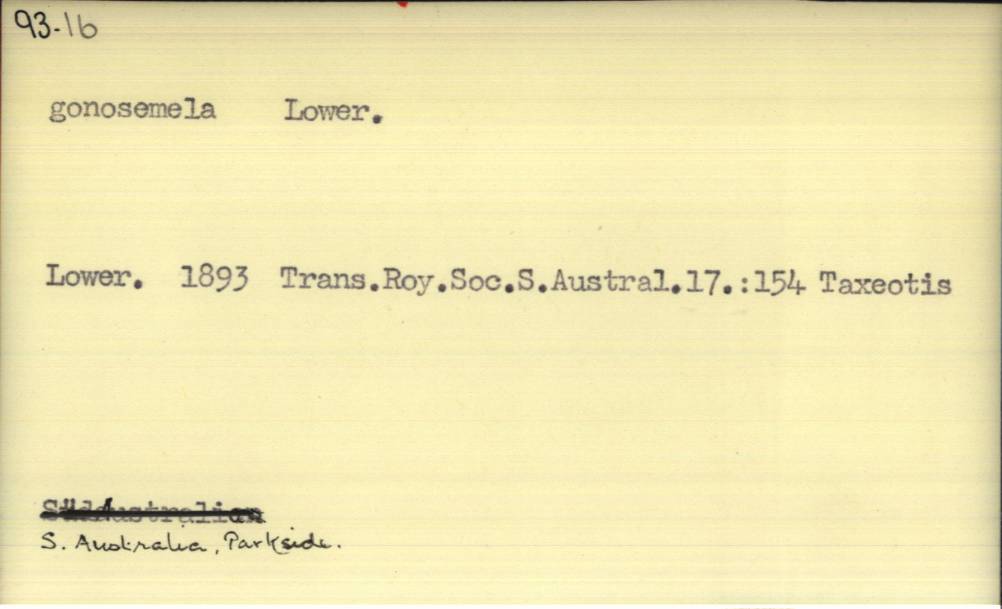 93-16
gonosemela Lower.
Lower. 1893 Trans.Roy.Soc.S.Austral.17.:154 Taxeotis
Südaustralien
S. Australia, Parkside.